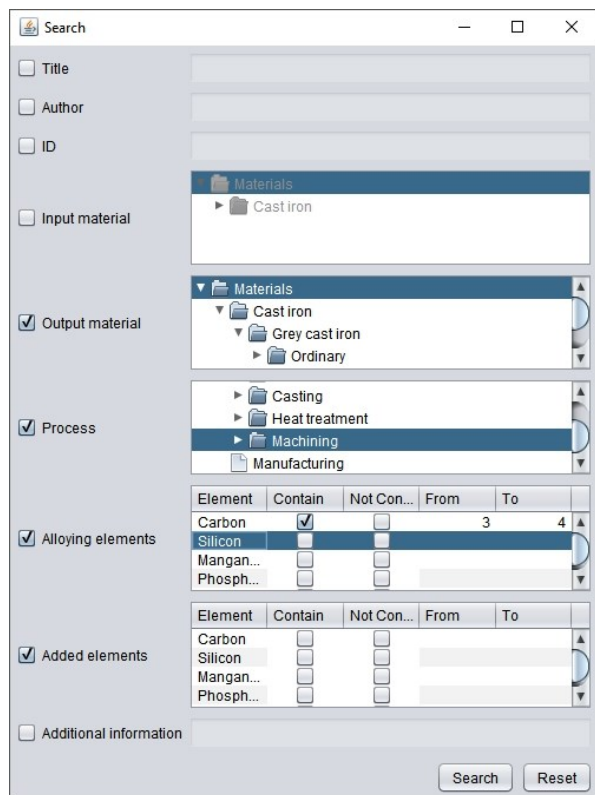 Search
Title
Author
ID
Input material
Materials
Cast iron
Output material
Materials
Cast iron
Grey cast iron
Ordinary
Process
Casting
Heat treatment
Machining
Manufacturing
Alloying elements
Element Contain Not Con... From To
Carbon 3 4
Silicon
Mangan...
Phosph...
Added elements
Element Contain Not Con... From To
Carbon
Silicon
Mangan...
Phosph...
Additional information
Search Reset